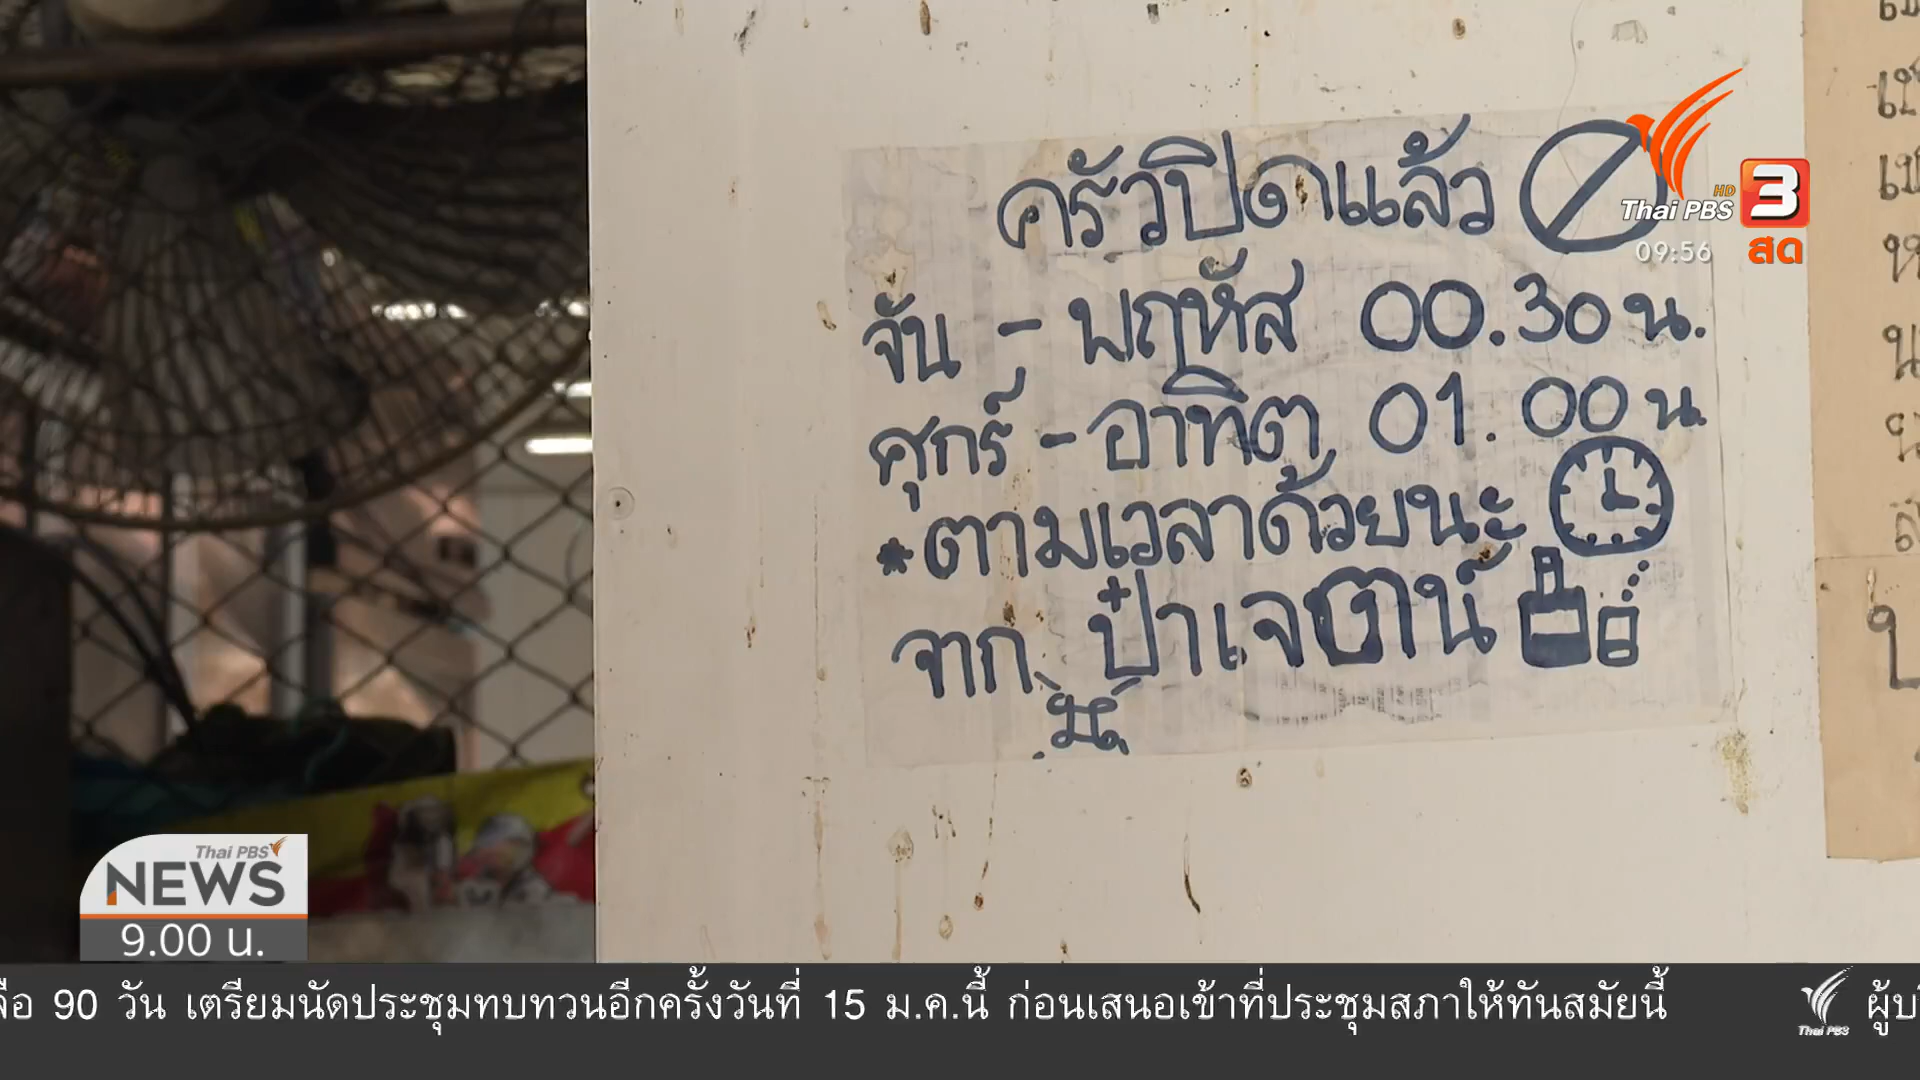 ครัวปิดแล้ว
จัน - พฤหัส 00.30 น.
ศุกร์ - อาทิต 01.00 น.
*ตามเวลาด้วยนะ
จาก ป๋าเจตน์
Thai PBS HD 3
09:56 สด
Thai PBS
NEWS
9.00 น.
90 วัน เตรียมนัดประชุมทบทวนอีกครั้งวันที่ 15 ม.ค.นี้ ก่อนเสนอเข้าที่ประชุมสภาให้ทันสมัยนี้
Thai PBS